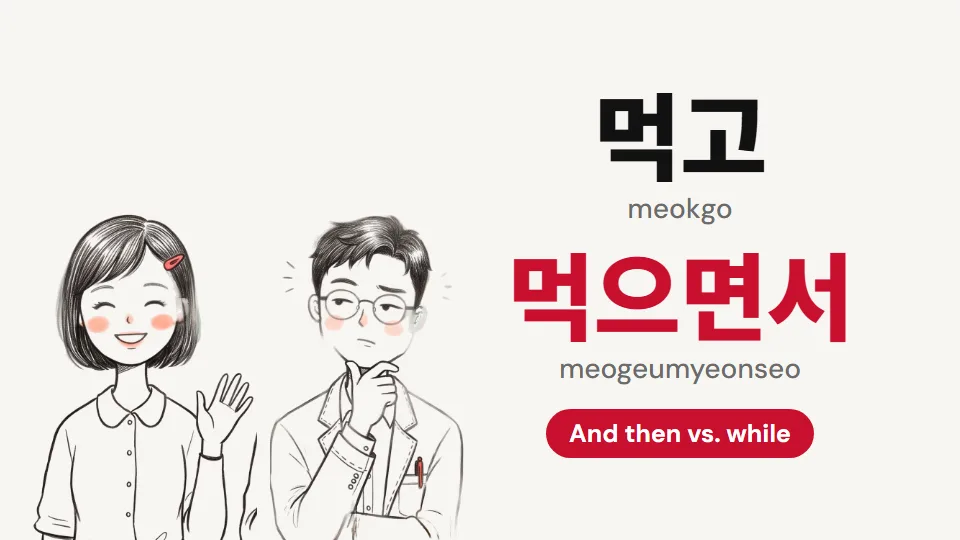 먹고
meokgo
먹으면서
meogeumyeonseo
And then vs. while